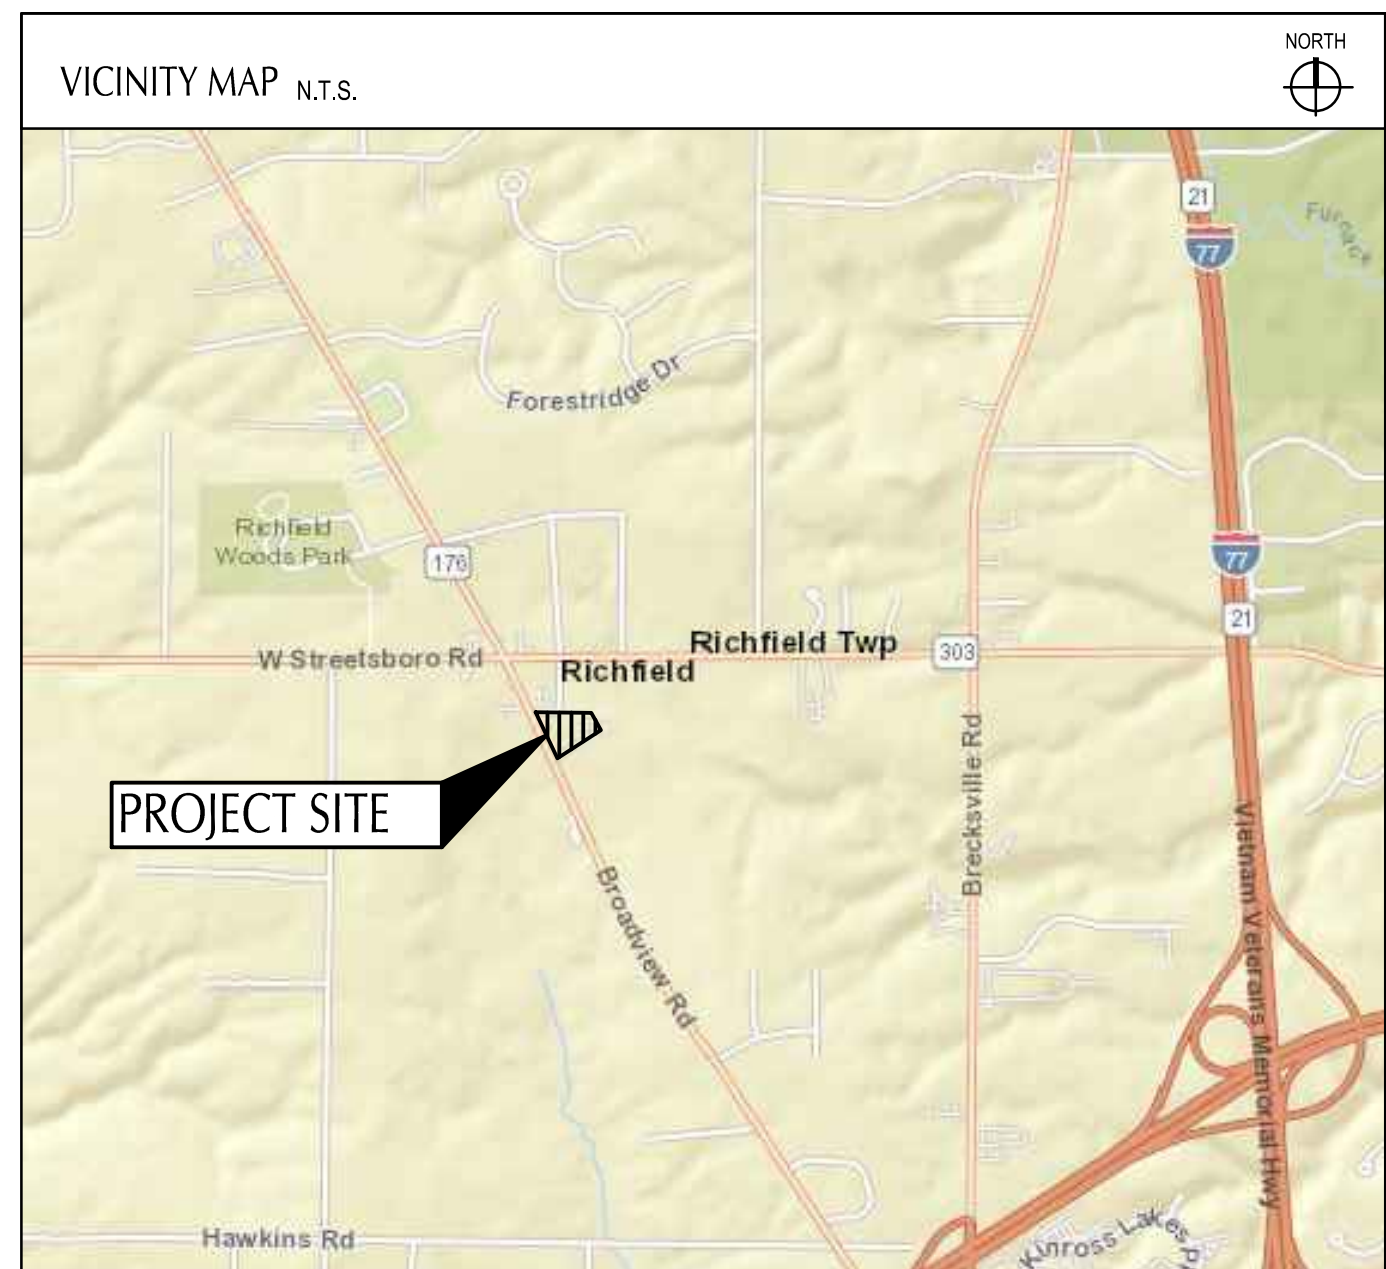 NORTH
VICINITY MAP N.T.S.
21
Furnace
77
Forestridge Dr
Richfield
Woods Park
176
77
21
W Streetsboro Rd
Richfield Twp
303
Richfield
PROJECT SITE
Brecksville Rd
Broadview Rd
Vietnam Veterans Memorial Hwy
Hawkins Rd
Kinross Lakes